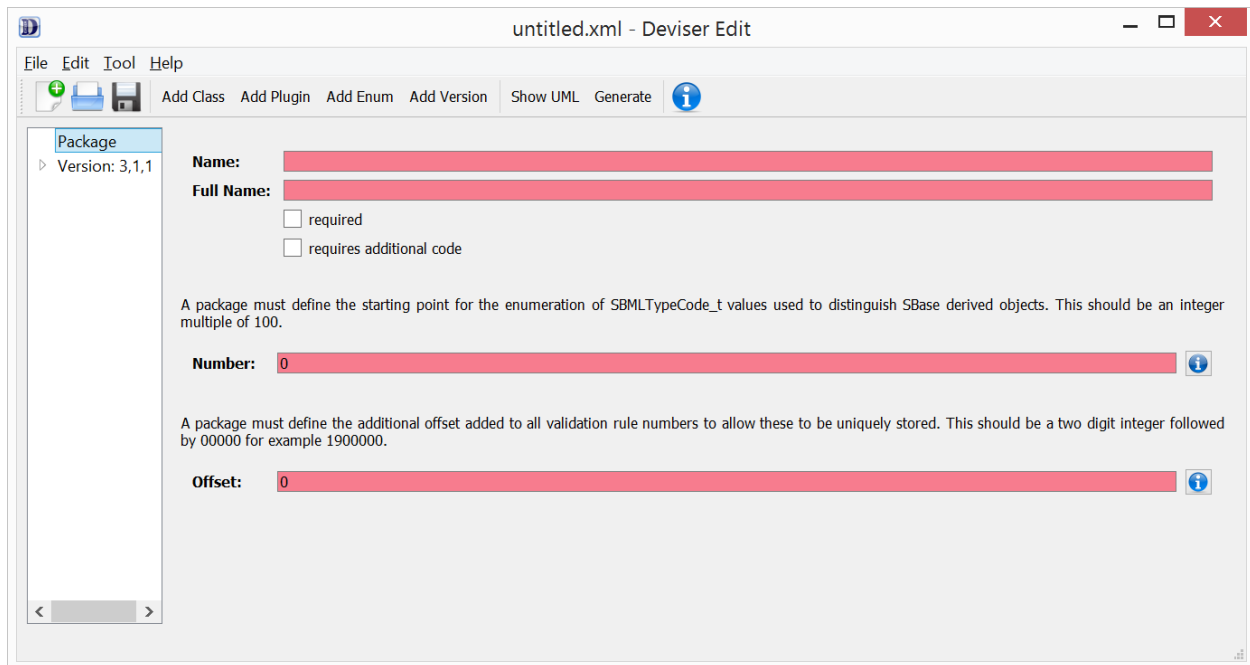 untitled.xml - Deviser Edit
File Edit Tool Help
Add Class Add Plugin Add Enum Add Version Show UML Generate
Package
Version: 3,1,1
Name:
Full Name:
required
requires additional code
A package must define the starting point for the enumeration of SBMLTypeCode_t values used to distinguish SBase derived objects. This should be an integer
multiple of 100.
Number: 0
A package must define the additional offset added to all validation rule numbers to allow these to be uniquely stored. This should be a two digit integer followed
by 00000 for example 1900000.
Offset: 0